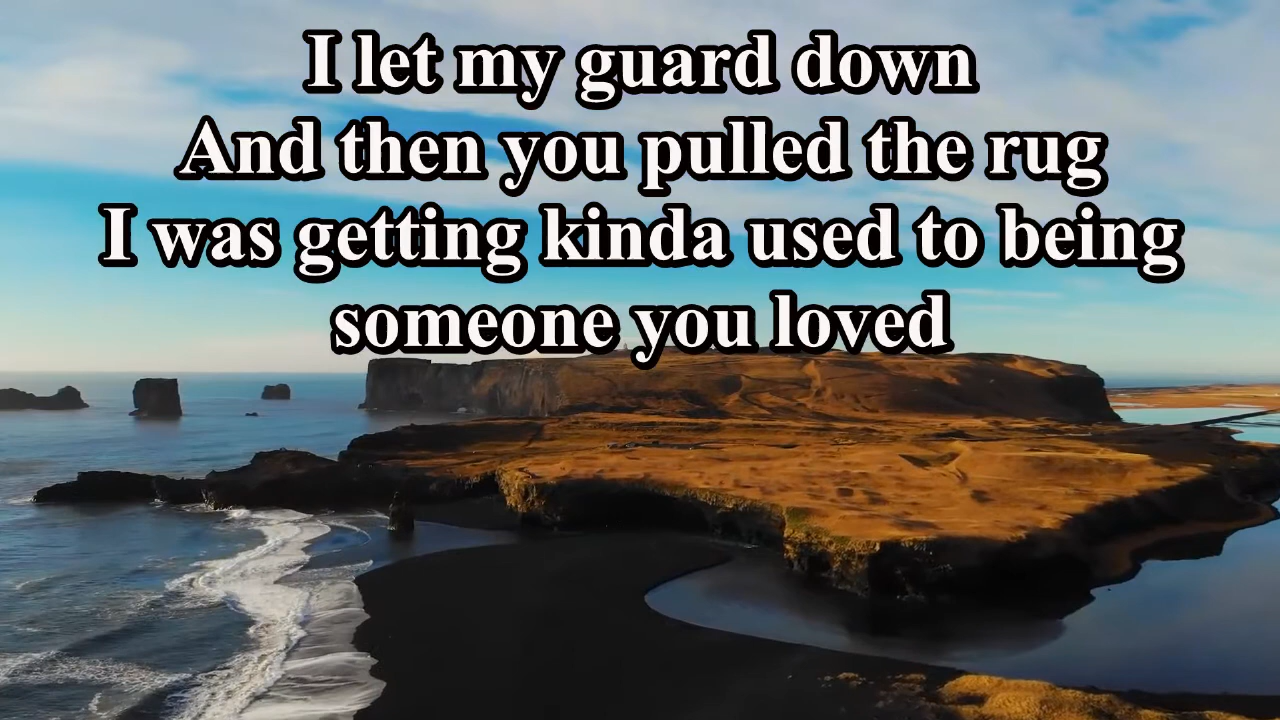 I let my guard down
And then you pulled the rug
I was getting kinda used to being
someone you loved